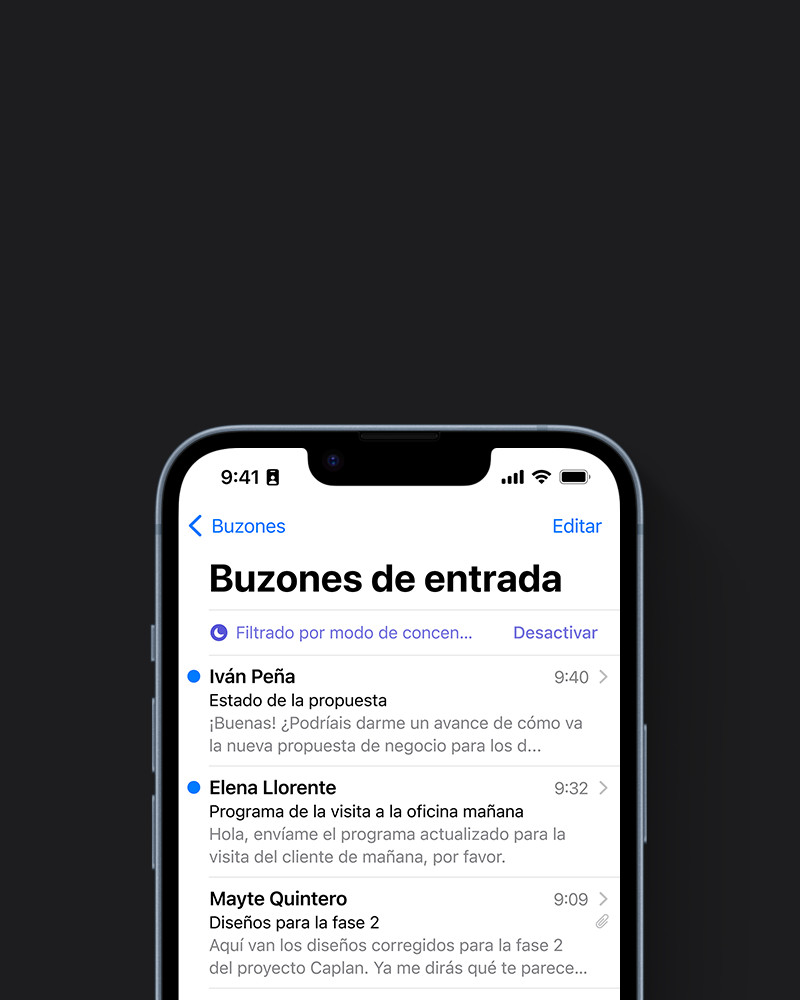 9:41
Buzones
Editar
Buzones de entrada
Filtrado por modo de concen...
Desactivar
Iván Peña
9:40
Estado de la propuesta
¡Buenas! ¿Podríais darme un avance de cómo va
la nueva propuesta de negocio para los d...
Elena Llorente
9:32
Programa de la visita a la oficina mañana
Hola, envíame el programa actualizado para la
visita del cliente de mañana, por favor.
Mayte Quintero
9:09
Diseños para la fase 2
Aquí van los diseños corregidos para la fase 2
del proyecto Caplan. Ya me dirás qué te parece...